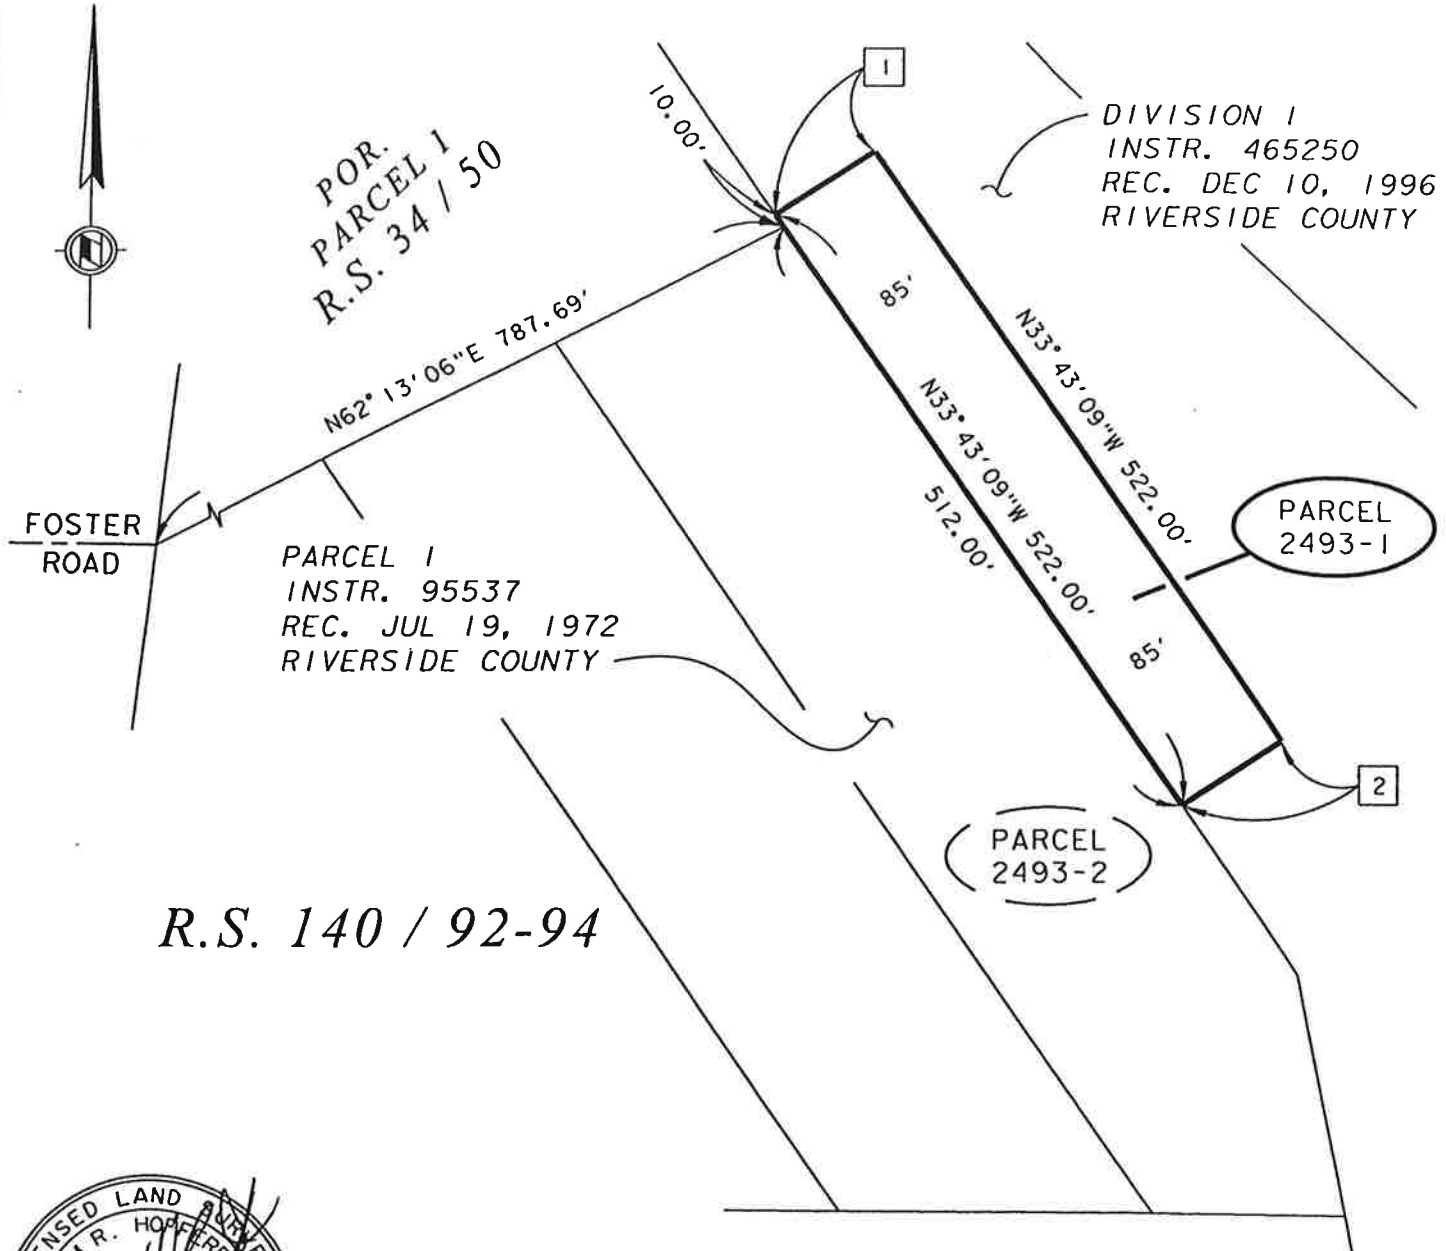 1
10.00'
DIVISION 1
INSTR. 465250
REC. DEC 10, 1996
RIVERSIDE COUNTY
POR.
PARCEL 1
R.S. 34 / 50
85'
N33°43'09"W 522.00'
N62°13'06"E 787.69'
N33°43'09"W 522.00'
512.00'
PARCEL
2493-1
FOSTER
ROAD
PARCEL 1
INSTR. 95537
REC. JUL 19, 1972
RIVERSIDE COUNTY
85'
2
PARCEL
2493-2
R.S. 140 / 92-94
LAND
R.